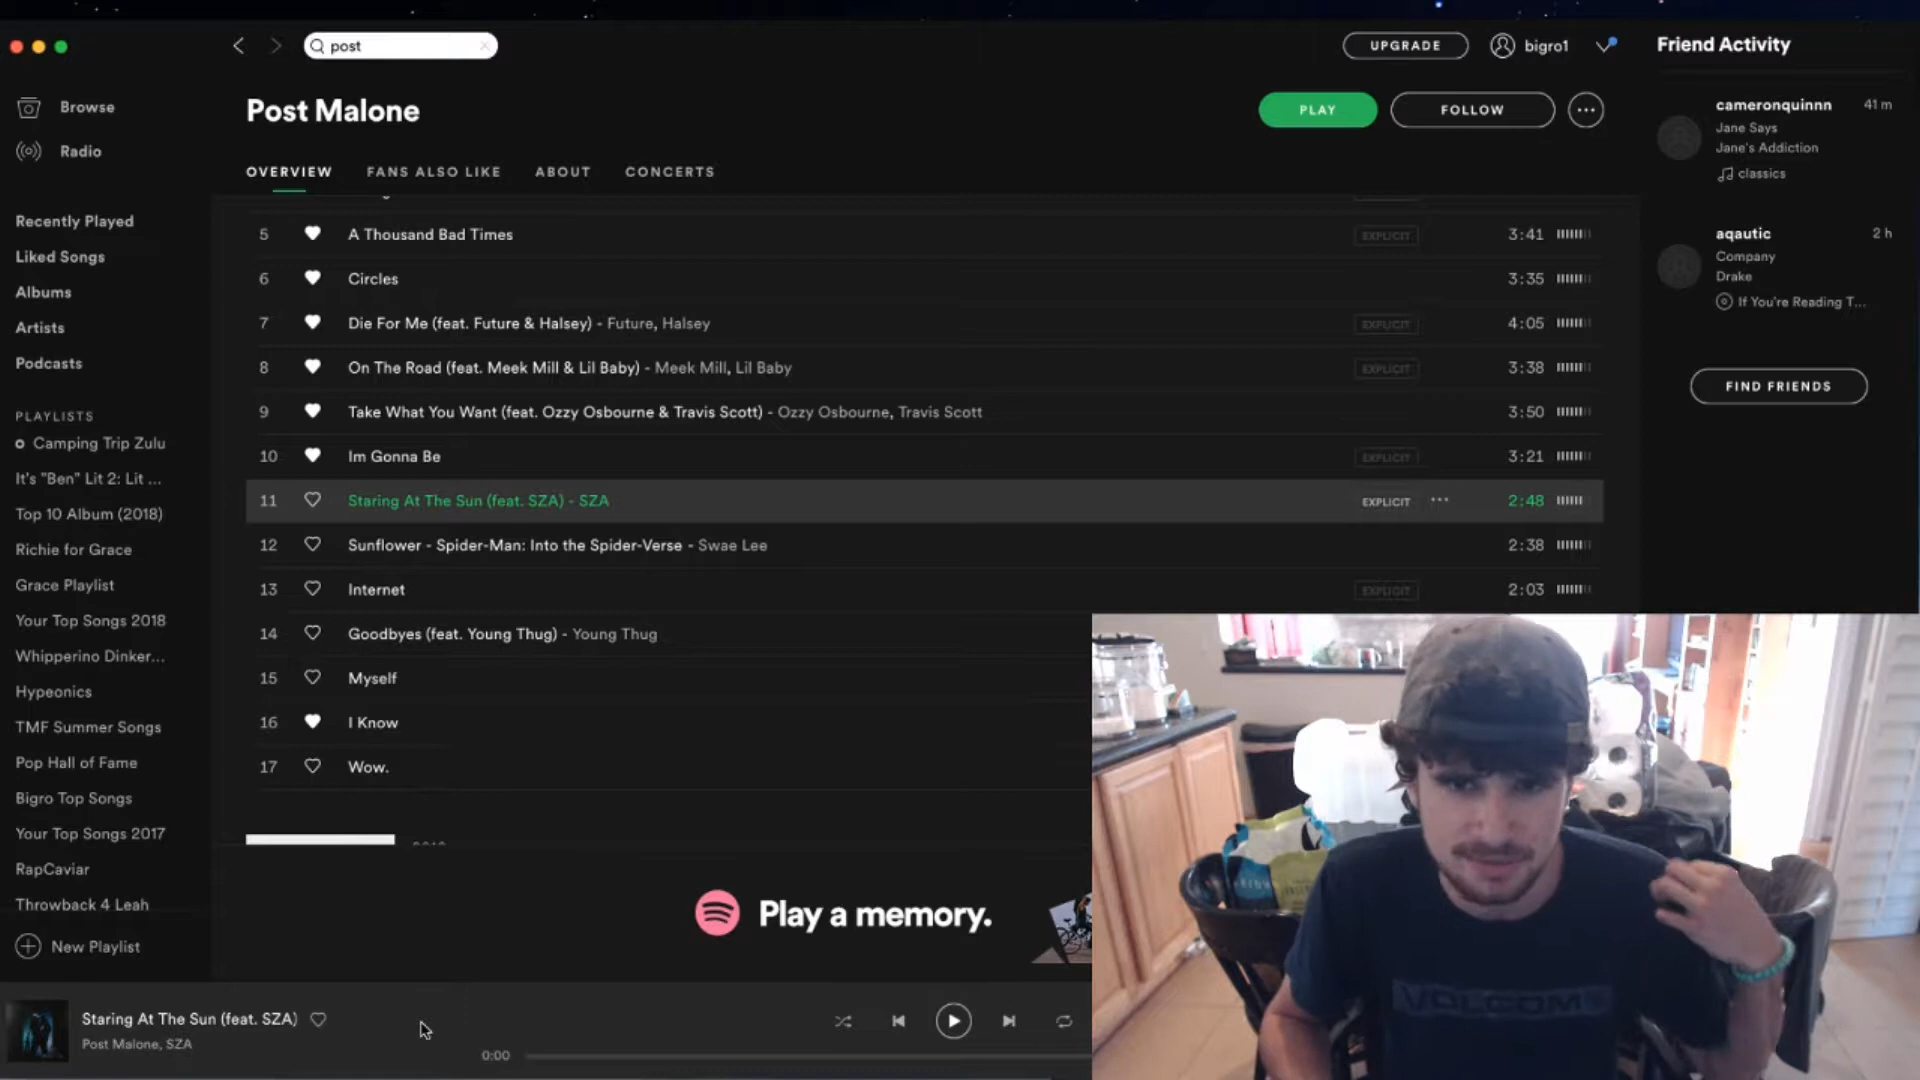 post
UPGRADE
bigro1
Friend Activity
Browse
Radio
Recently Played
Liked Songs
Albums
Artists
Podcasts
PLAYLISTS
Camping Trip Zulu
It's "Ben" Lit 2: Lit ...
Top 10 Album (2018)
Richie for Grace
Grace Playlist
Your Top Songs 2018
Whipperino Dinker...
Hypeonics
TMF Summer Songs
Pop Hall of Fame
Bigro Top Songs
Your Top Songs 2017
RapCaviar
Throwback 4 Leah
New Playlist
Post Malone
PLAY
FOLLOW
OVERVIEW FANS ALSO LIKE ABOUT CONCERTS
5 A Thousand Bad Times EXPLICIT 3:41
6 Circles 3:35
7 Die For Me (feat. Future & Halsey) - Future, Halsey EXPLICIT 4:05
8 On The Road (feat. Meek Mill & Lil Baby) - Meek Mill, Lil Baby EXPLICIT 3:38
9 Take What You Want (feat. Ozzy Osbourne & Travis Scott) - Ozzy Osbourne, Travis Scott 3:50
10 Im Gonna Be EXPLICIT 3:21
11 Staring At The Sun (feat. SZA) - SZA EXPLICIT ... 2:48
12 Sunflower - Spider-Man: Into the Spider-Verse - Swae Lee 2:38
13 Internet EXPLICIT 2:03
14 Goodbyes (feat. Young Thug) - Young Thug
15 Myself
16 I Know
17 Wow.
Play a memory.
cameronquinnn 41 m
Jane Says
Jane's Addiction
classics
aqautic 2 h
Company
Drake
If You're Reading T...
FIND FRIENDS
VOLCOM
Staring At The Sun (feat. SZA)
Post Malone, SZA
0:00